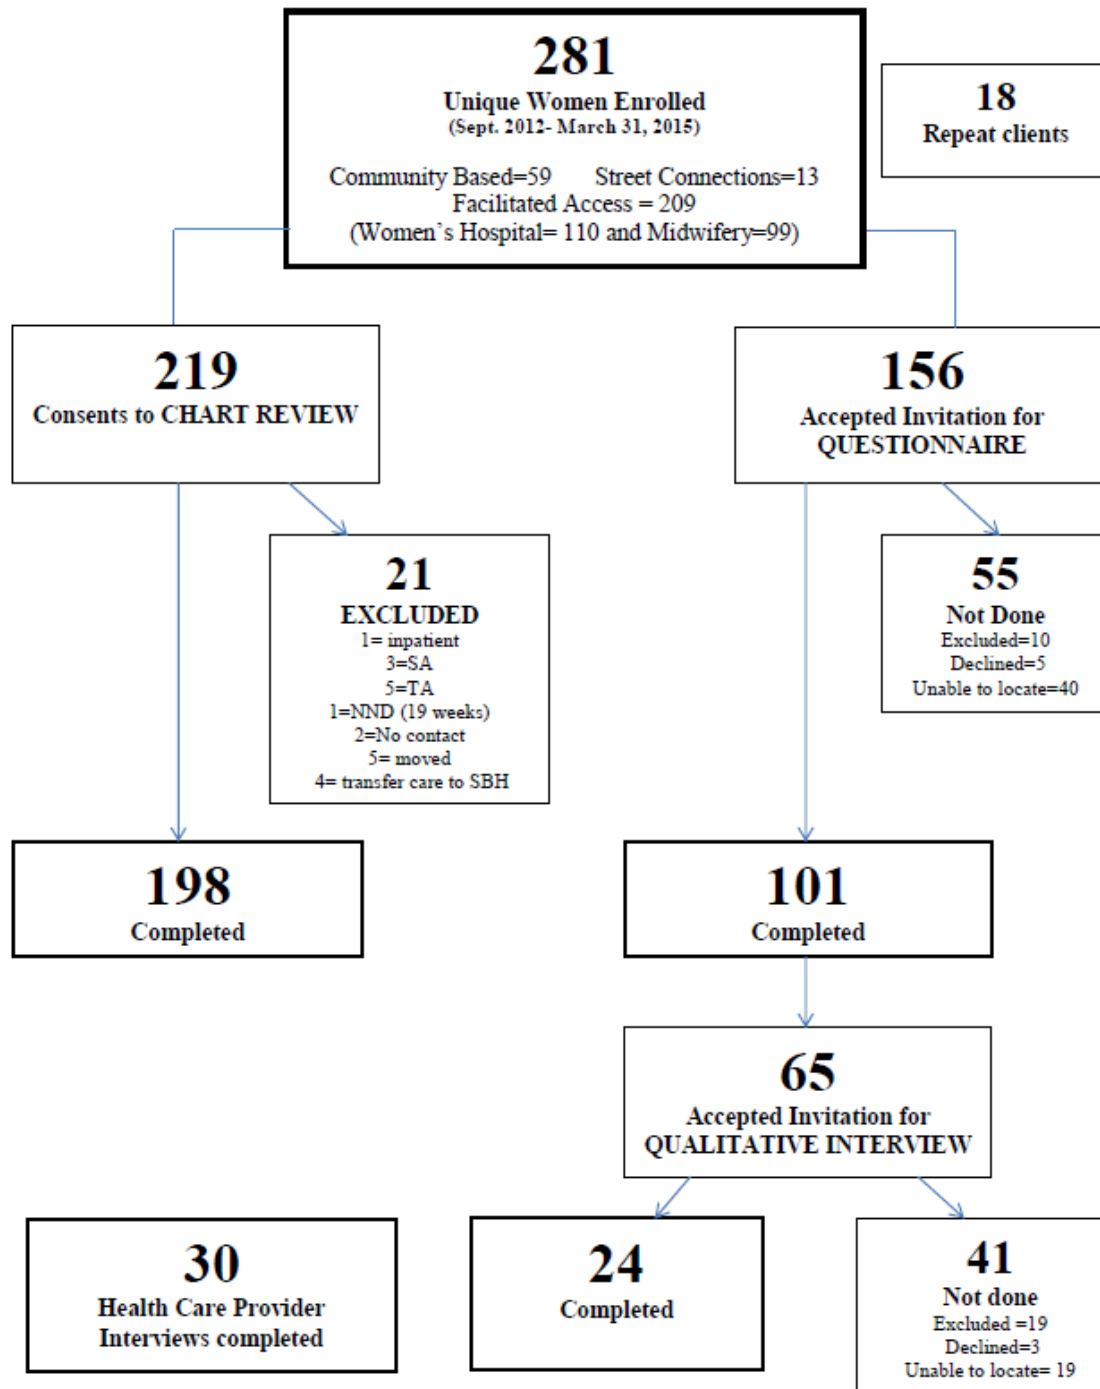 281
Unique Women Enrolled
(Sept. 2012- March 31, 2015)
Community Based=59 Street Connections=13
Facilitated Access = 209
(Women's Hospital= 110 and Midwifery=99)
18
Repeat clients
219
Consents to CHART REVIEW
156
Accepted Invitation for
QUESTIONNAIRE
21
EXCLUDED
1= inpatient
3=SA
5=TA
1=NND (19 weeks)
2=No contact
5= moved
4= transfer care to SBH
55
Not Done
Excluded=10
Declined=5
Unable to locate=40
198
Completed
101
Completed
65
Accepted Invitation for
QUALITATIVE INTERVIEW
30
Health Care Provider
Interviews completed
24
Completed
41
Not done
Excluded =19
Declined=3
Unable to locate= 19